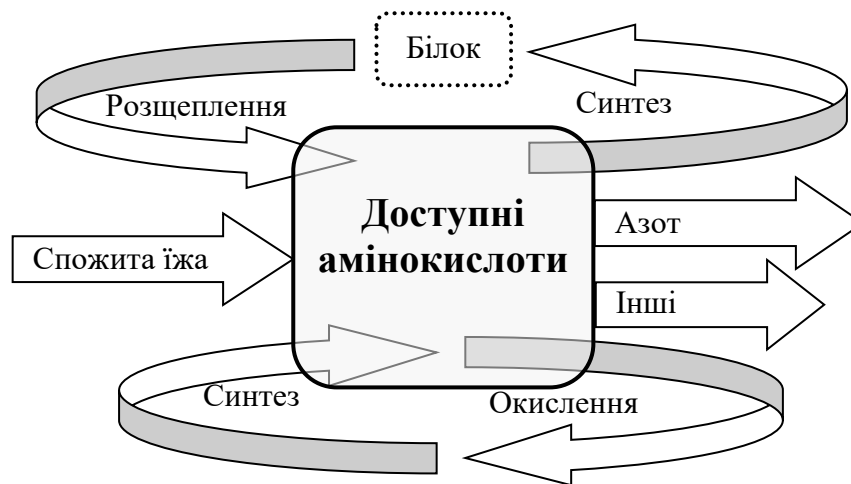 Білок
Розщеплення
Синтез
Доступні
амінокислоти
Азот
Спожита їжа
Інші
Синтез
Окислення